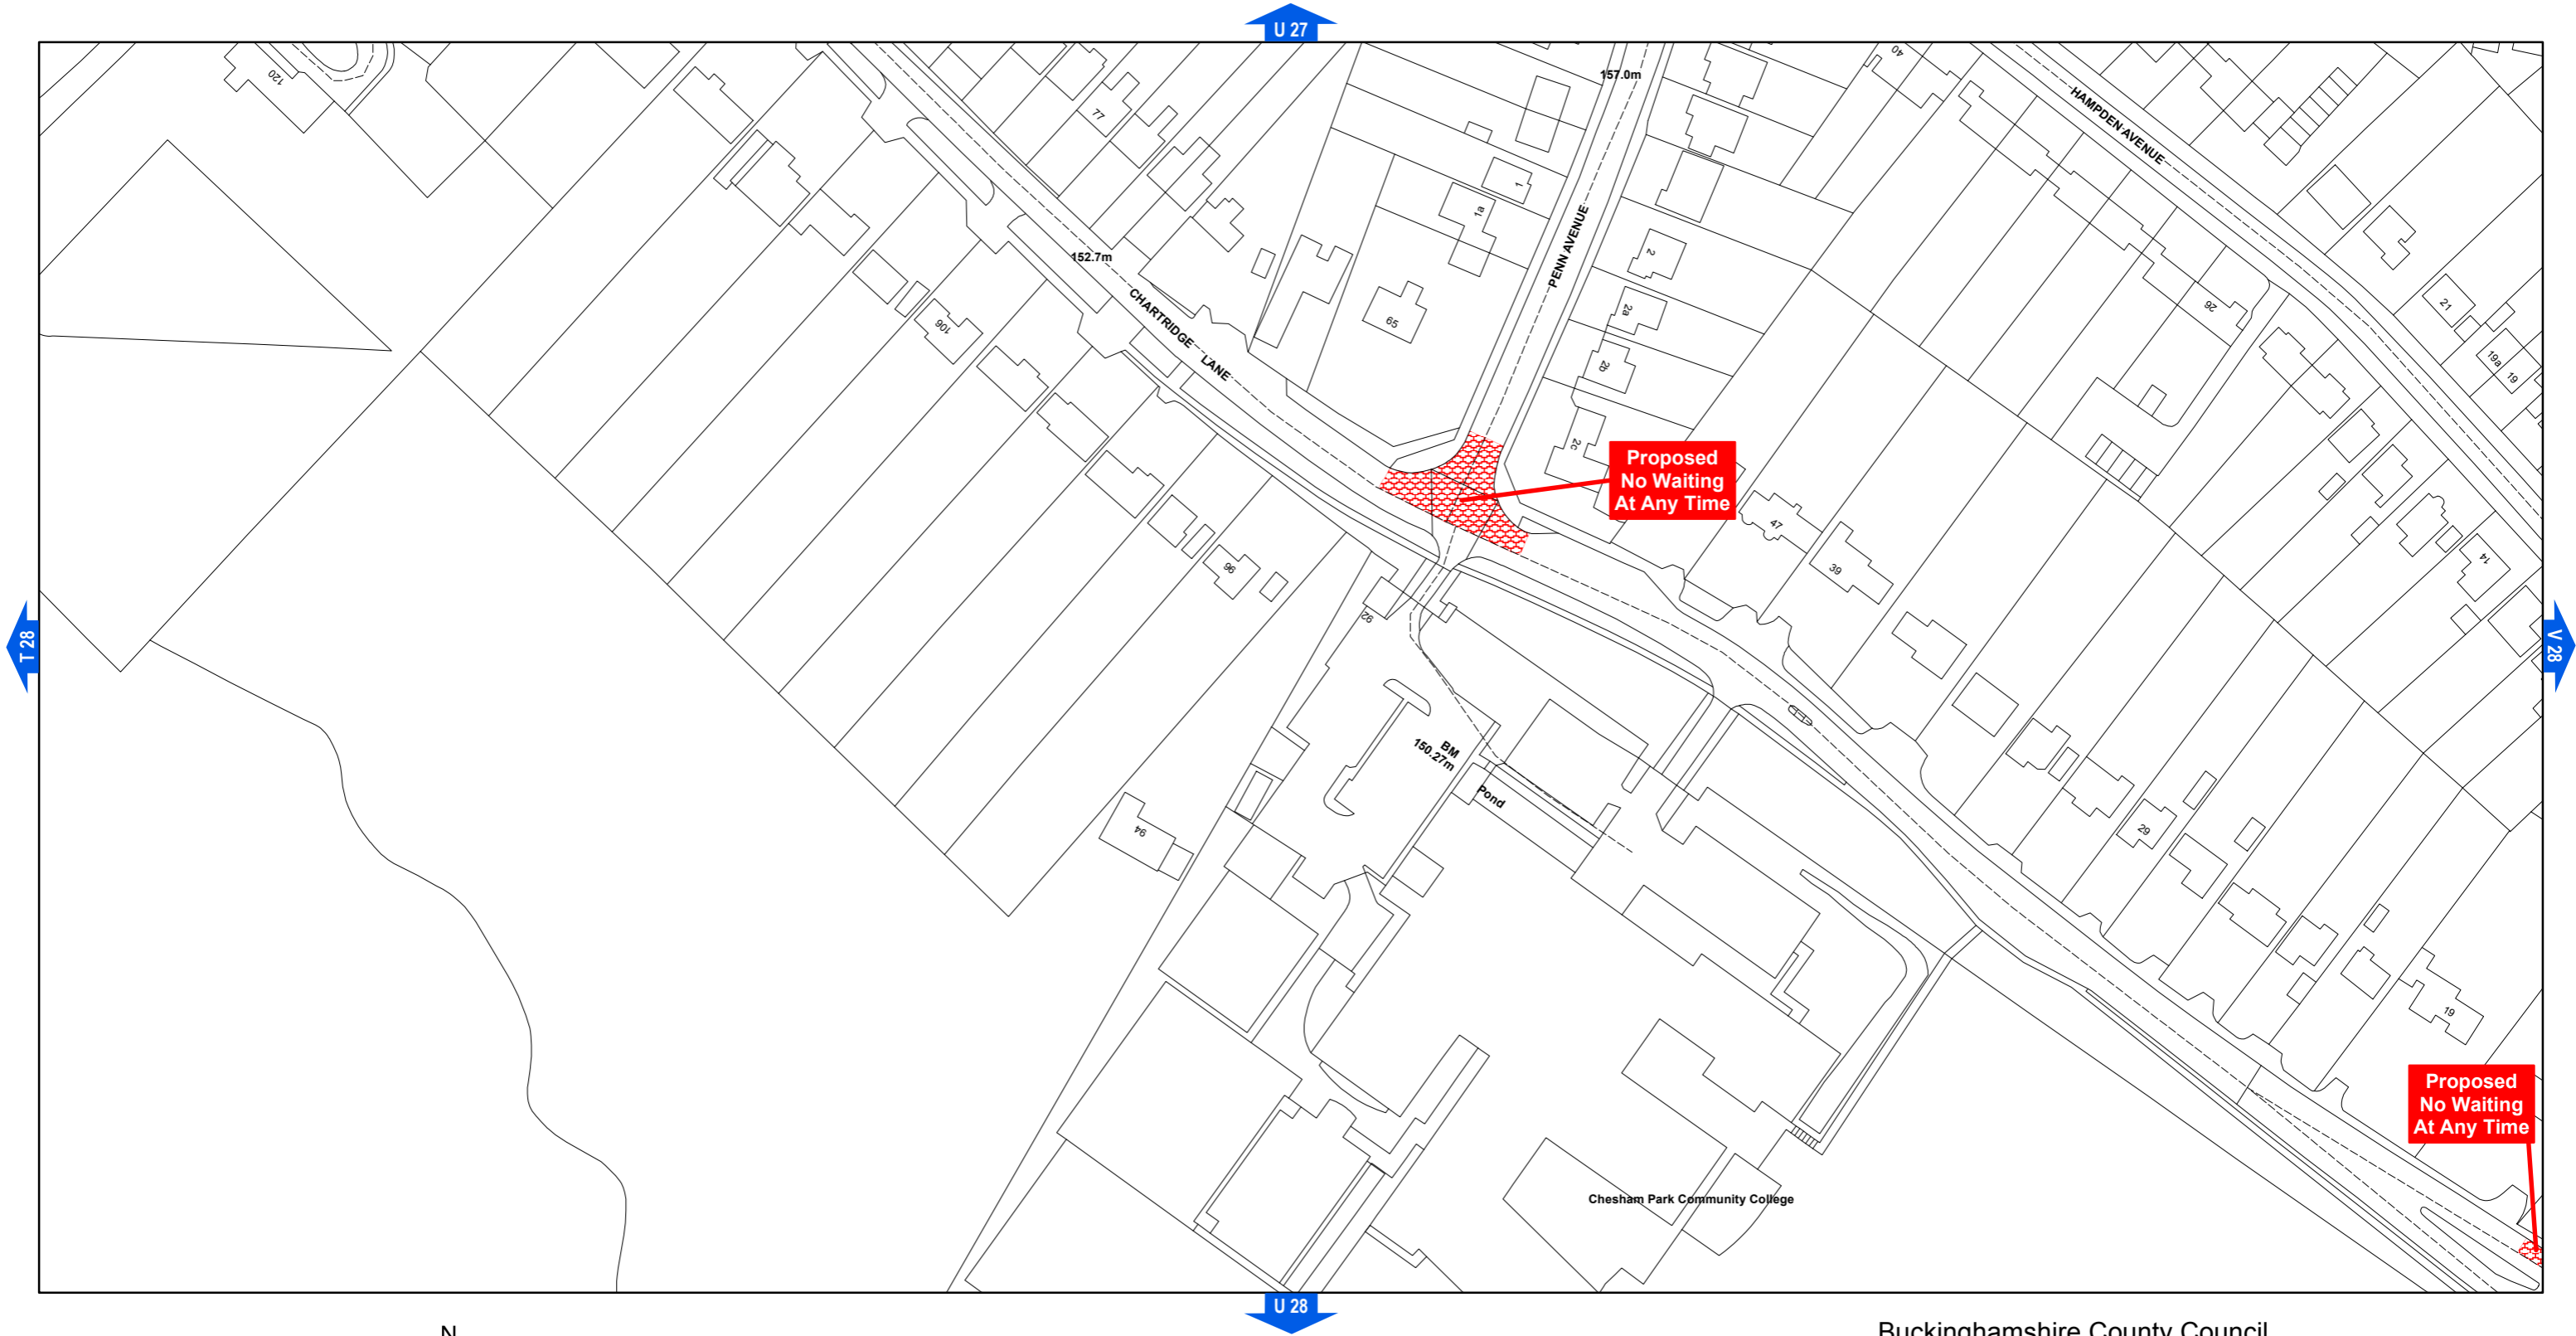 U 27
120
77
157.0m
40
HAMPDEN AVENUE
1
1a
PENN AVENUE
152.7m
2
CHARTRIDGE LANE
65
2a
26
21
106
2b
19a
19
2c
Proposed
No Waiting
At Any Time
47
39
14
96
92
T 28
V 28
BM
150.27m
Pond
94
29
19
Proposed
No Waiting
At Any Time
Chesham Park Community College
U 28
N
Buckinghamshire County Council